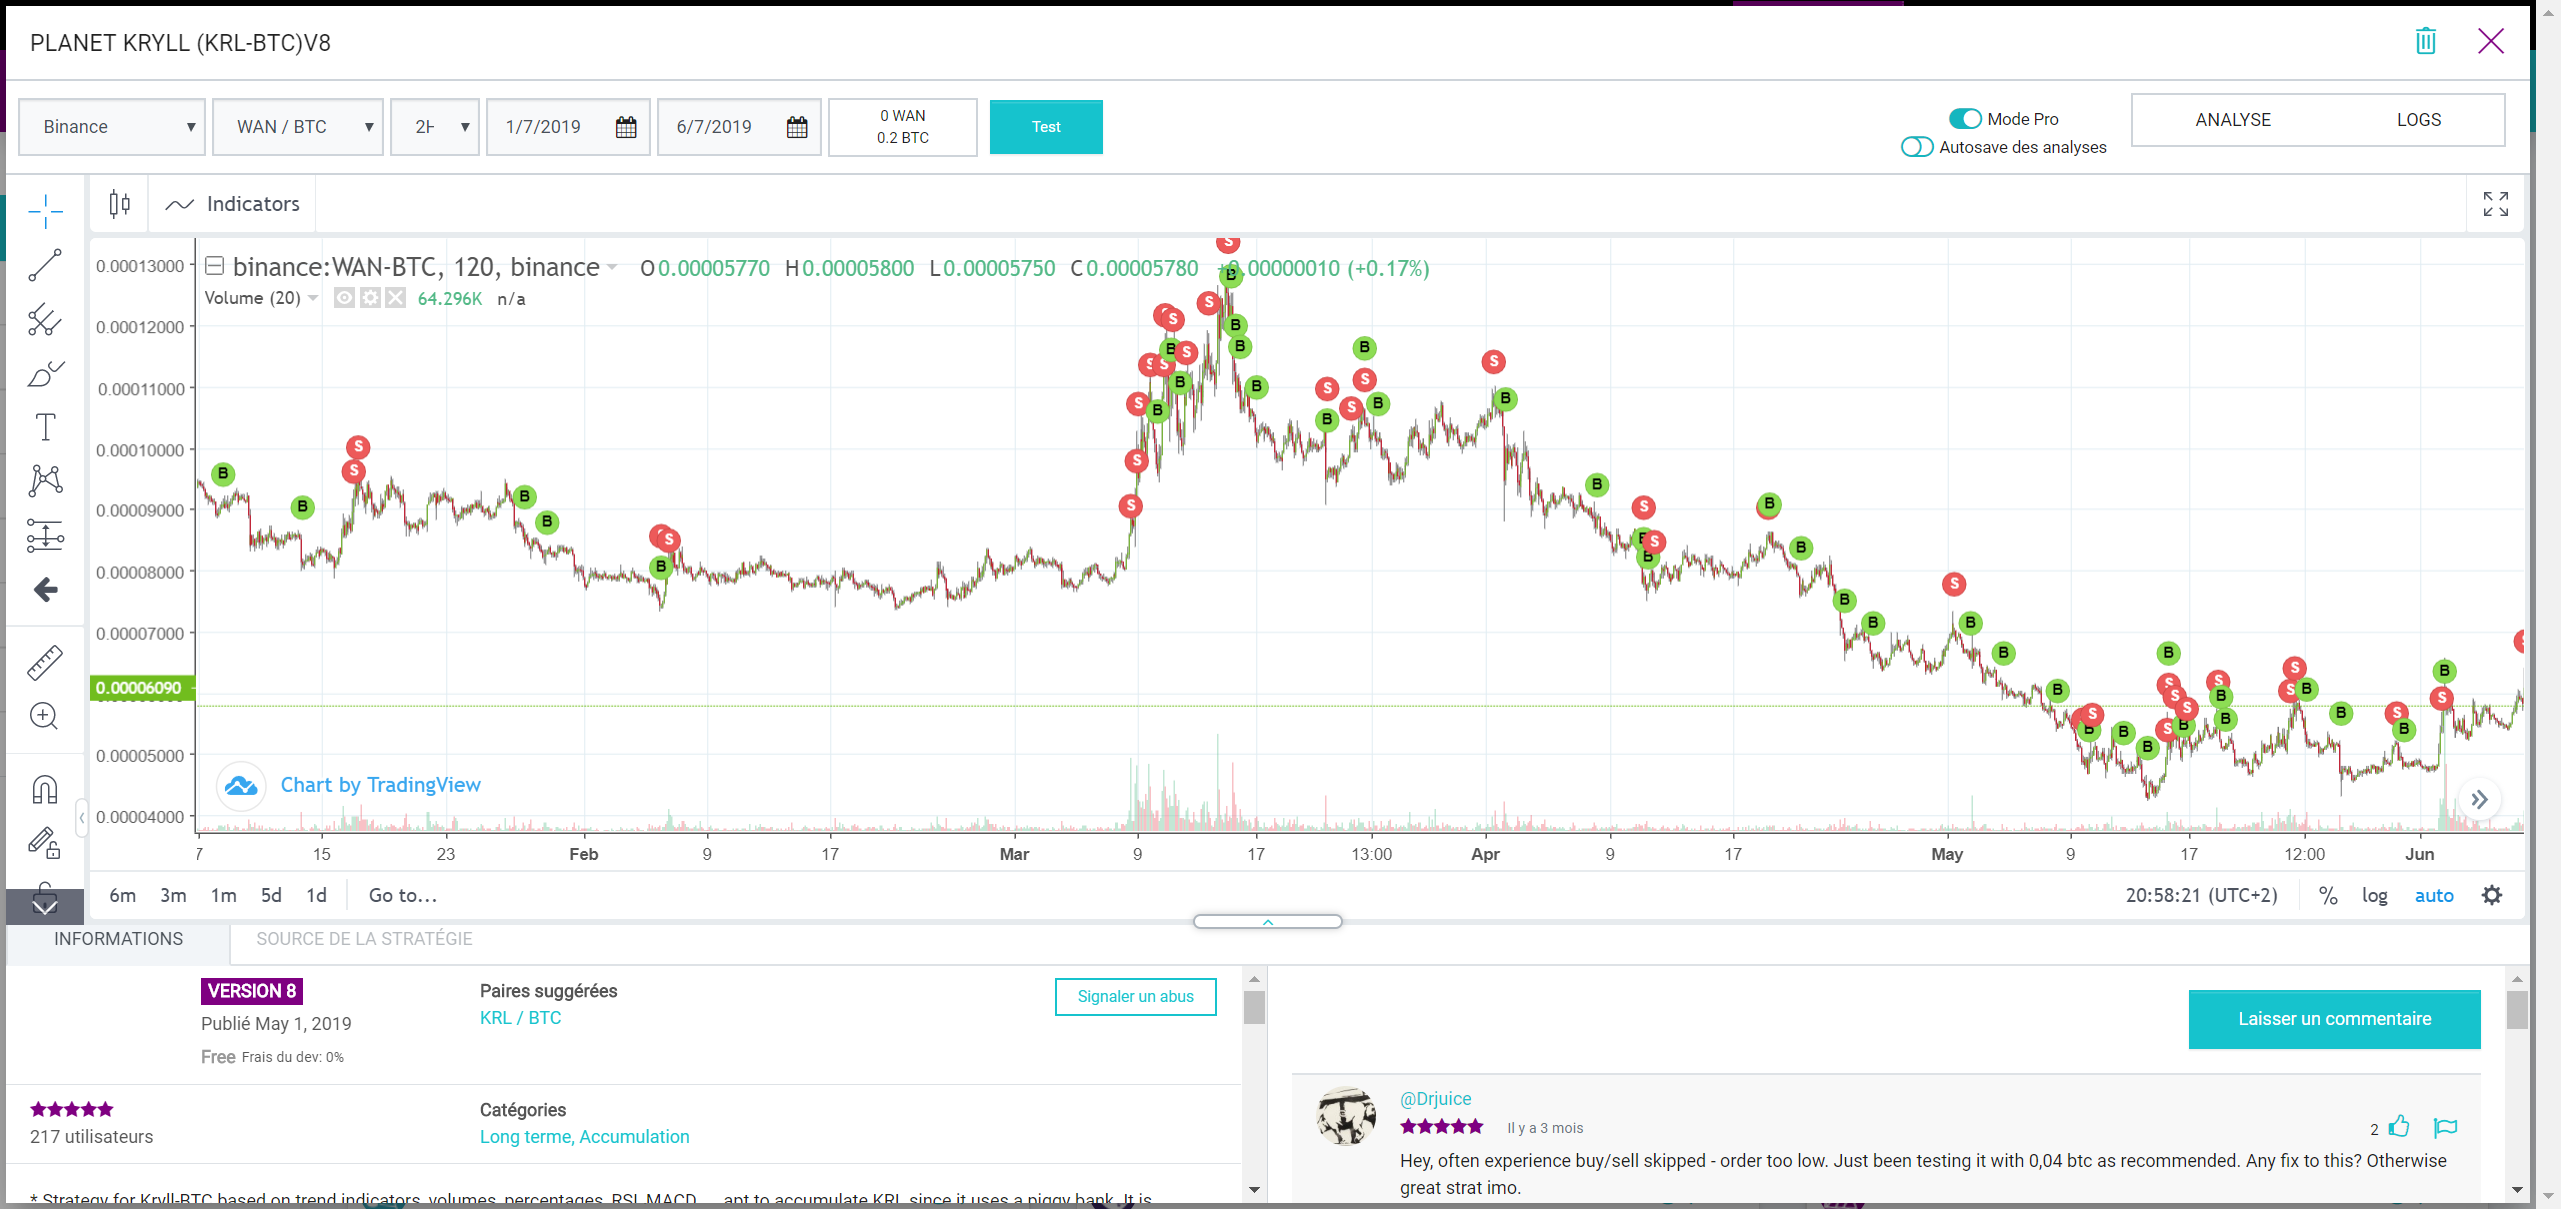 PLANET KRYLL (KRL-BTC)V8
Binance WAN / BTC 2H 1/7/2019 6/7/2019 0 WAN 0.2 BTC Test
Mode Pro
Autosave des analyses
ANALYSE LOGS
Indicators
binance:WAN-BTC, 120, binance O0.00005770 H0.00005800 L0.00005750 C0.00005780 +0.00000010 (+0.17%)
Volume (20) 64.296K n/a
0.00013000
0.00012000
0.00011000
0.00010000
0.00009000
0.00008000
0.00007000
0.00006090
0.00005000
0.00004000
Chart by TradingView
7 15 23 Feb 9 17 Mar 9 17 13:00 Apr 9 17 May 9 17 12:00 Jun
6m 3m 1m 5d 1d Go to... 20:58:21 (UTC+2) % log auto
INFORMATIONS SOURCE DE LA STRATÉGIE
VERSION 8
Publié May 1, 2019
Free Frais du dev: 0%
Paires suggérées
KRL / BTC
Signaler un abus
217 utilisateurs
Catégories
Long terme, Accumulation
* Strategy for Kryll-BTC based on trend indicators, volumes, percentages, RSI, MACD, ... apt to accumulate KRL since it uses a piggy bank. It is
Laisser un commentaire
@Drjuice
Il y a 3 mois
2
Hey, often experience buy/sell skipped - order too low. Just been testing it with 0,04 btc as recommended. Any fix to this? Otherwise
great strat imo.